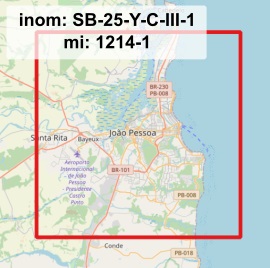 inom: SB-25-Y-C-III-1
mi: 1214-1
BR-230
PB-008
João Pessoa
Santa Rita
Bayeux
Aeroporto
Internacional
de João
Pessoa-
Presidente
Castro
Pinto
BR-101
PB-008
Conde
PB-018